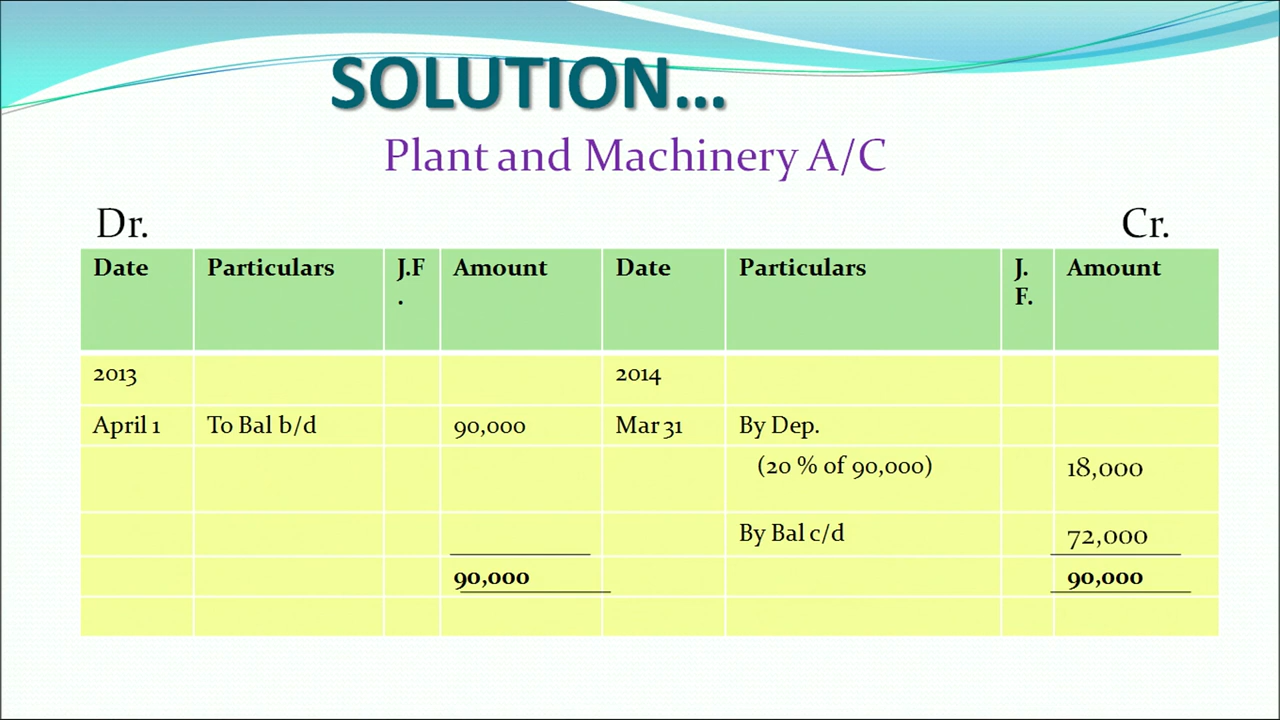 SOLUTION...
Plant and Machinery A/C
Dr. Cr.
Date Particulars J.F Amount Date Particulars J. Amount
. F.
2013 2014
April 1 To Bal b/d 90,000 Mar 31 By Dep.
(20 % of 90,000) 18,000
By Bal c/d 72,000
90,000 90,000